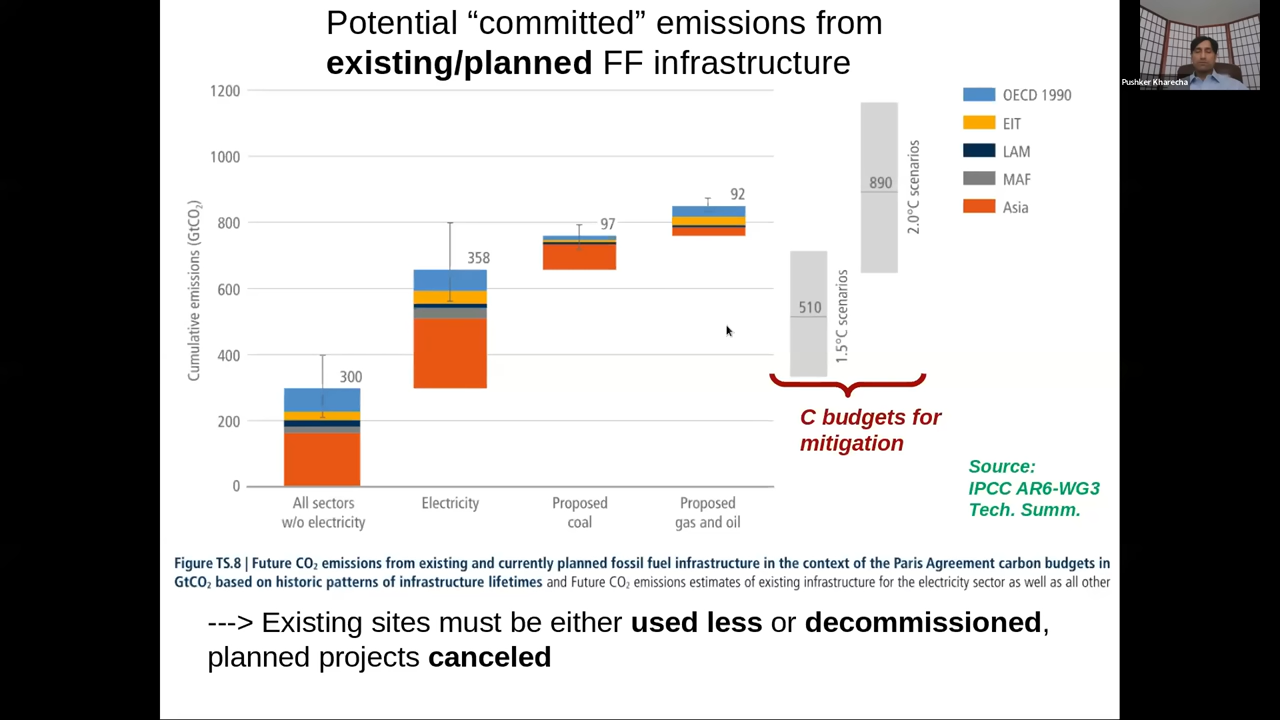 Potential “committed” emissions from
existing/planned FF infrastructure
Pushker Kharecha
1200
1000
800
600
400
200
0
Cumulative emissions (GtCO₂)
300
358
97
92
510
890
1.5°C scenarios
2.0°C scenarios
OECD 1990
EIT
LAM
MAF
Asia
C budgets for
mitigation
Source:
IPCC AR6-WG3
Tech. Summ.
All sectors
w/o electricity
Electricity
Proposed
coal
Proposed
gas and oil
Figure TS.8 | Future CO₂ emissions from existing and currently planned fossil fuel infrastructure in the context of the Paris Agreement carbon budgets in
GtCO₂ based on historic patterns of infrastructure lifetimes and Future CO₂ emissions estimates of existing infrastructure for the electricity sector as well as all other
---> Existing sites must be either used less or decommissioned,
planned projects canceled